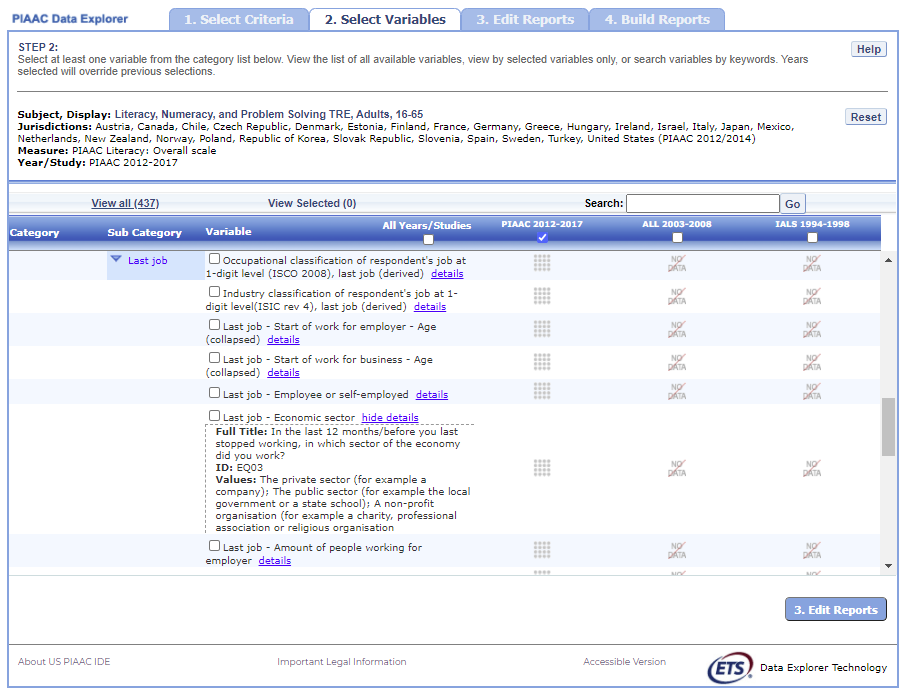 PIAAC Data Explorer
1. Select Criteria
2. Select Variables
3. Edit Reports
4. Build Reports
STEP 2:
Help
Select at least one variable from the category list below. View the list of all available variables, view by selected variables only, or search variables by keywords. Years
selected will override previous selections.
Subject, Display: Literacy, Numeracy, and Problem Solving TRE, Adults, 16-65
Reset
Jurisdictions: Austria, Canada, Chile, Czech Republic, Denmark, Estonia, Finland, France, Germany, Greece, Hungary, Ireland, Israel, Italy, Japan, Mexico,
Netherlands, New Zealand, Norway, Poland, Republic of Korea, Slovak Republic, Slovenia, Spain, Sweden, Turkey, United States (PIAAC 2012/2014)
Measure: PIAAC Literacy: Overall scale
Year/Study: PIAAC 2012-2017
View all (437) View Selected (0) Search: Go
Category Sub Category Variable All Years/Studies PIAAC 2012-2017 ALL 2003-2008 IALS 1994-1998
Last job
Occupational classification of respondent's job at
1-digit level (ISCO 2008), last job (derived) details
NO DATA NO DATA
Industry classification of respondent's job at 1-
digit level(ISIC rev 4), last job (derived) details
NO DATA NO DATA
Last job - Start of work for employer - Age
(collapsed) details
NO DATA NO DATA
Last job - Start of work for business - Age
(collapsed) details
NO DATA NO DATA
Last job - Employee or self-employed details
NO DATA NO DATA
Last job - Economic sector hide details
Full Title: In the last 12 months/before you last
stopped working, in which sector of the economy
did you work?
ID: EQ03
Values: The private sector (for example a
company); The public sector (for example the local
government or a state school); A non-profit
organisation (for example a charity, professional
association or religious organisation
NO DATA NO DATA
Last job - Amount of people working for
employer details
NO DATA NO DATA
3. Edit Reports
About US PIAAC IDE
Important Legal Information
Accessible Version
ETS
Data Explorer Technology